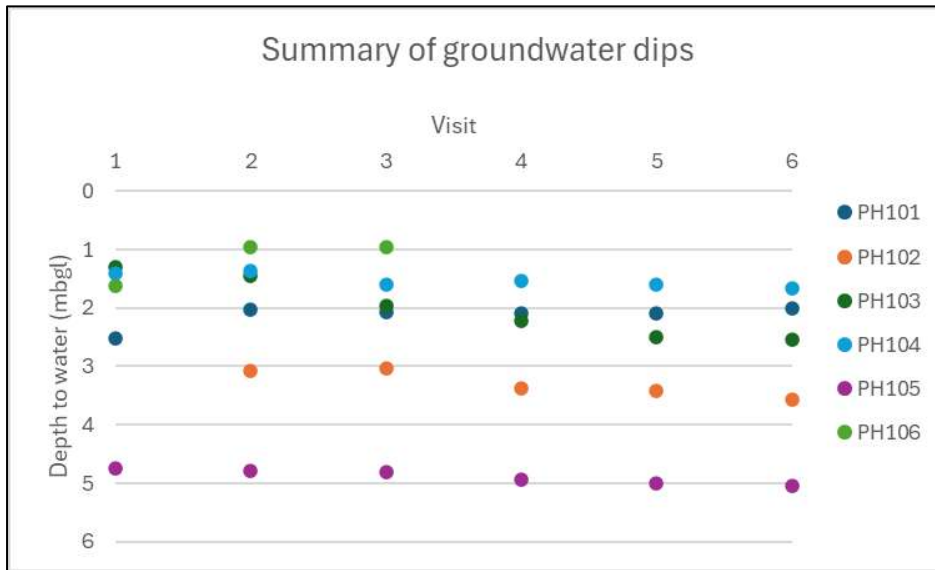 Summary of groundwater dips
Visit
1 2 3 4 5 6
0
1
2
3
4
5
6
Depth to water (mbgl)
PH101
PH102
PH103
PH104
PH105
PH106